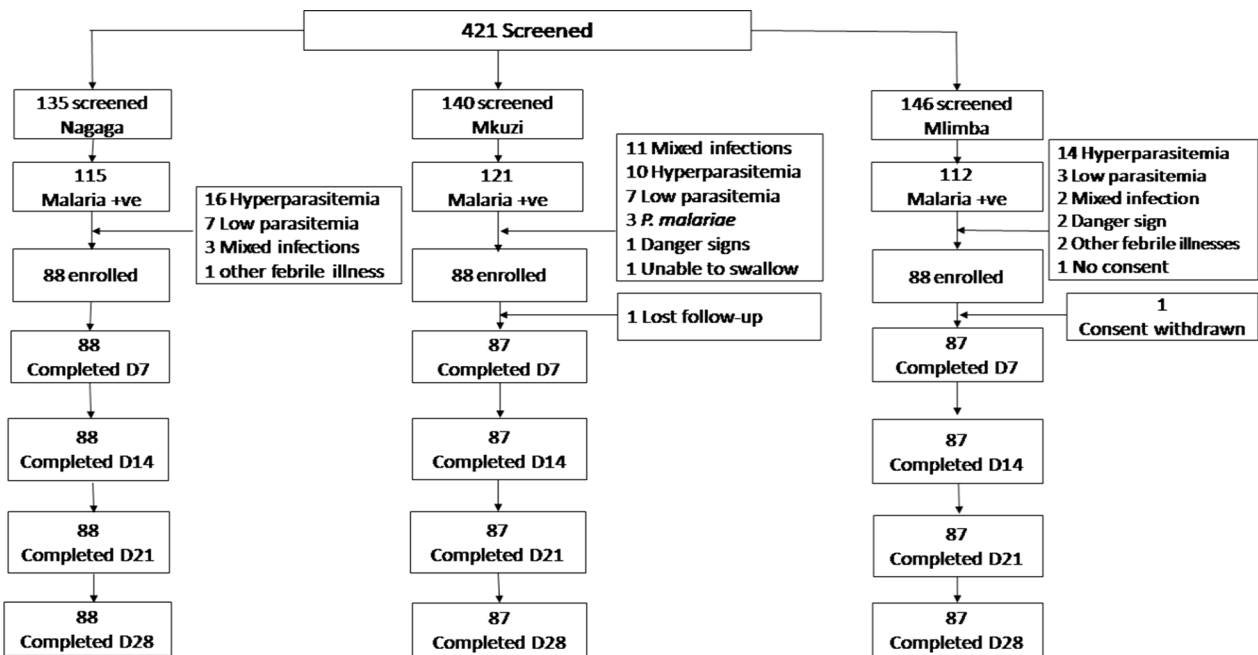 421 Screened
135 screened
Nagaga
115
Malaria +ve
16 Hyperparasitemia
7 Low parasitemia
3 Mixed infections
1 other febrile illness
88 enrolled
88
Completed D7
88
Completed D14
88
Completed D21
88
Completed D28
140 screened
Mkuzi
121
Malaria +ve
11 Mixed infections
10 Hyperparasitemia
7 Low parasitemia
3 P. malariae
1 Danger signs
1 Unable to swallow
88 enrolled
1 Lost follow-up
87
Completed D7
87
Completed D14
87
Completed D21
87
Completed D28
146 screened
Mlimba
112
Malaria +ve
14 Hyperparasitemia
3 Low parasitemia
2 Mixed infection
2 Danger sign
2 Other febrile illnesses
1 No consent
88 enrolled
1
Consent withdrawn
87
Completed D7
87
Completed D14
87
Completed D21
87
Completed D28